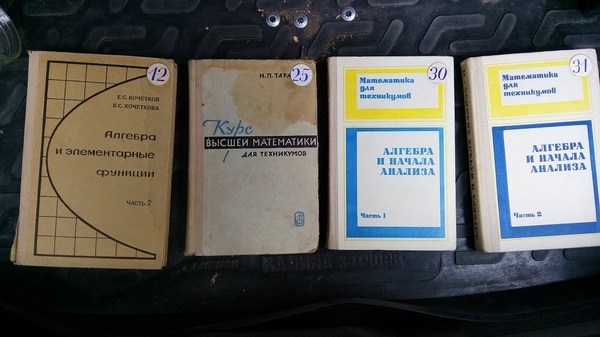 12
Е.С. КОЧЕТКОВ
Е.С. КОЧЕТКОВА
Алгебра
и элементарные
функции
ЧАСТЬ 2
25
Н.П. ТАРА
Курс
ВЫСШЕЙ МАТЕМАТИКИ
ДЛЯ ТЕХНИКУМОВ
30
Математика
для
техникумов
АЛГЕБРА
И НАЧАЛА
АНАЛИЗА
Часть 1
31
Математика
для
техникумов
АЛГЕБРА
И НАЧАЛА
АНАЛИЗА
Часть 2